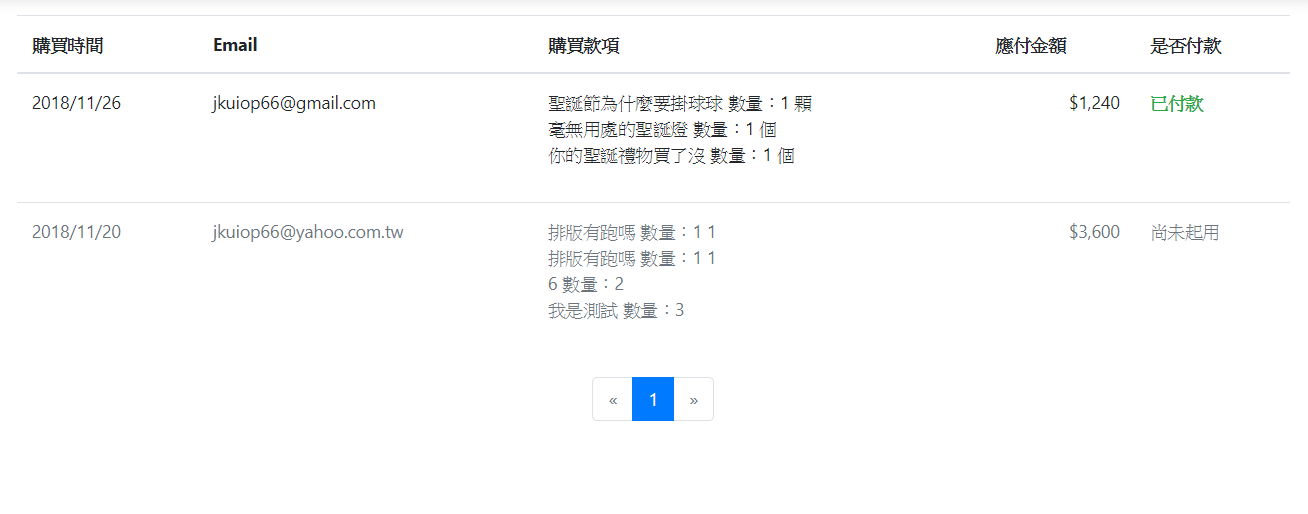 購買時間 Email 購買款項 應付金額 是否付款
2018/11/26 jkuiop66@gmail.com 聖誕節為什麼要掛球球 數量：1 顆 $1,240 已付款
毫無用處的聖誕燈 數量：1 個
你的聖誕禮物買了沒 數量：1 個
2018/11/20 jkuiop66@yahoo.com.tw 排版有跑嗎 數量：1 1 $3,600 尚未起用
排版有跑嗎 數量：1 1
6 數量：2
我是測試 數量：3
« 1 »